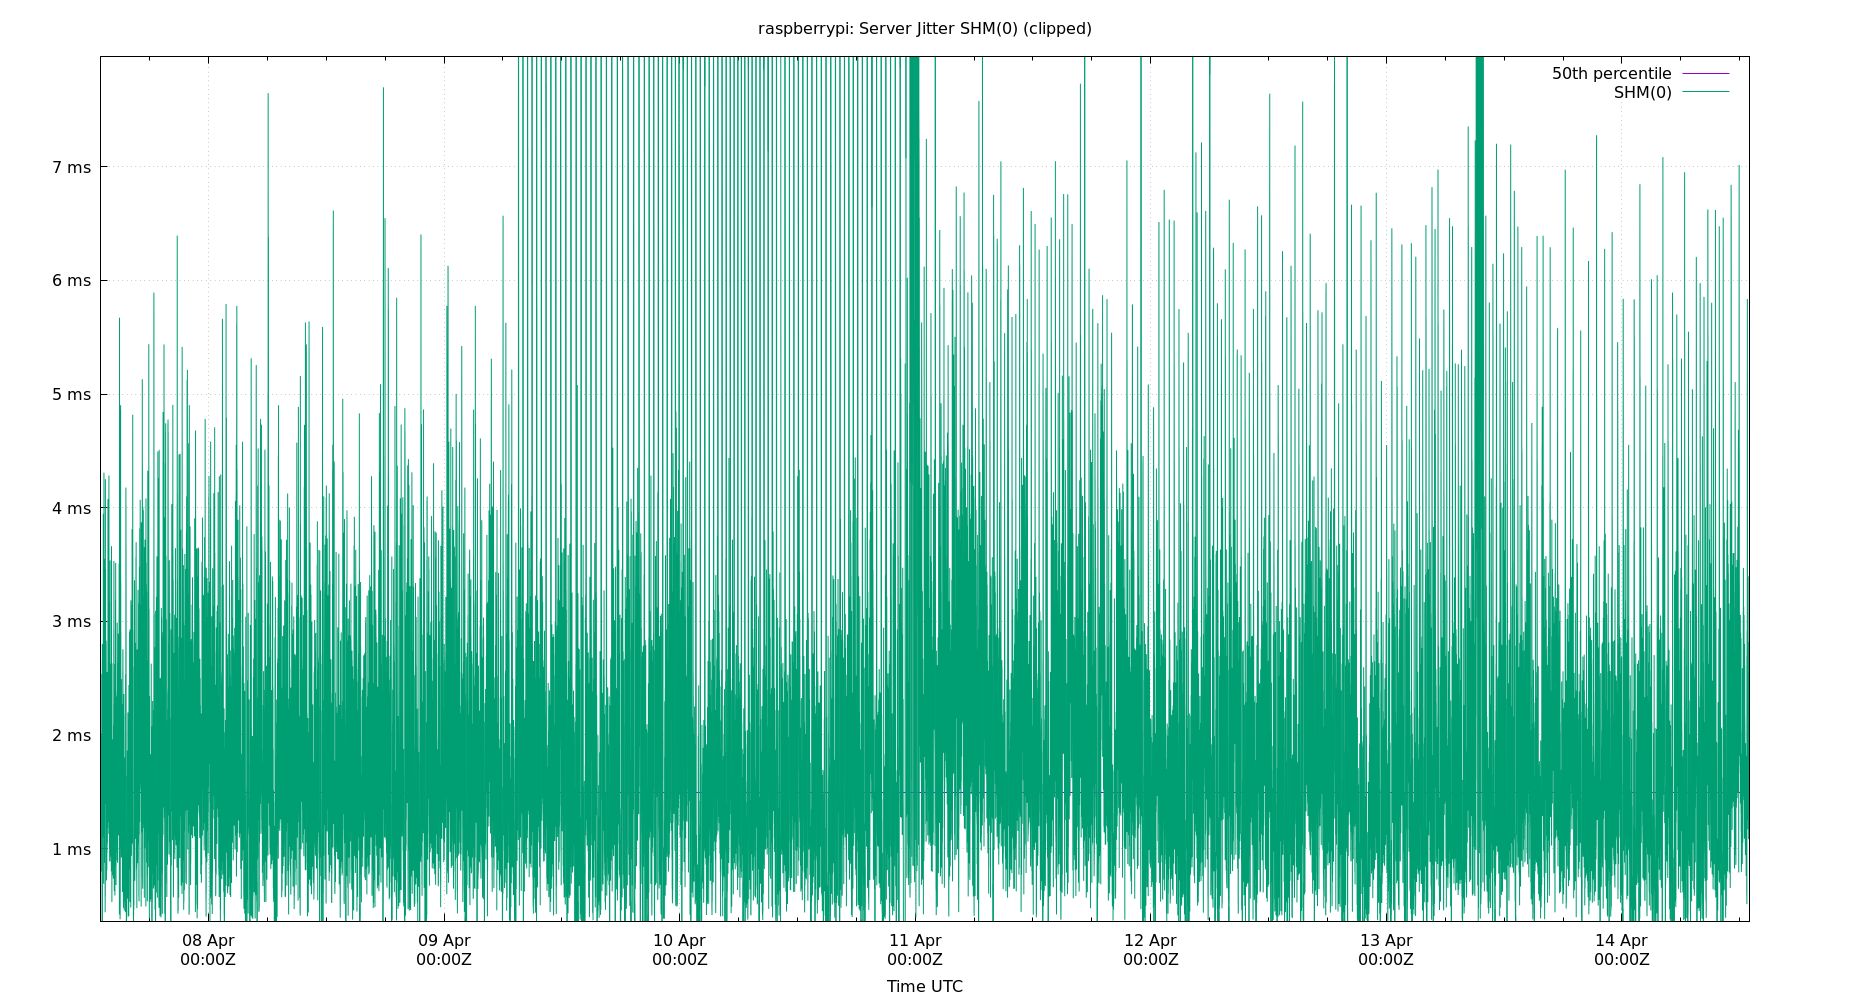 raspberrypi: Server Jitter SHM(0) (clipped)
50th percentile
SHM(0)
7 ms
6 ms
5 ms
4 ms
3 ms
2 ms
1 ms
08 Apr 09 Apr 10 Apr 11 Apr 12 Apr 13 Apr 14 Apr
00:00Z 00:00Z 00:00Z 00:00Z 00:00Z 00:00Z 00:00Z
Time UTC